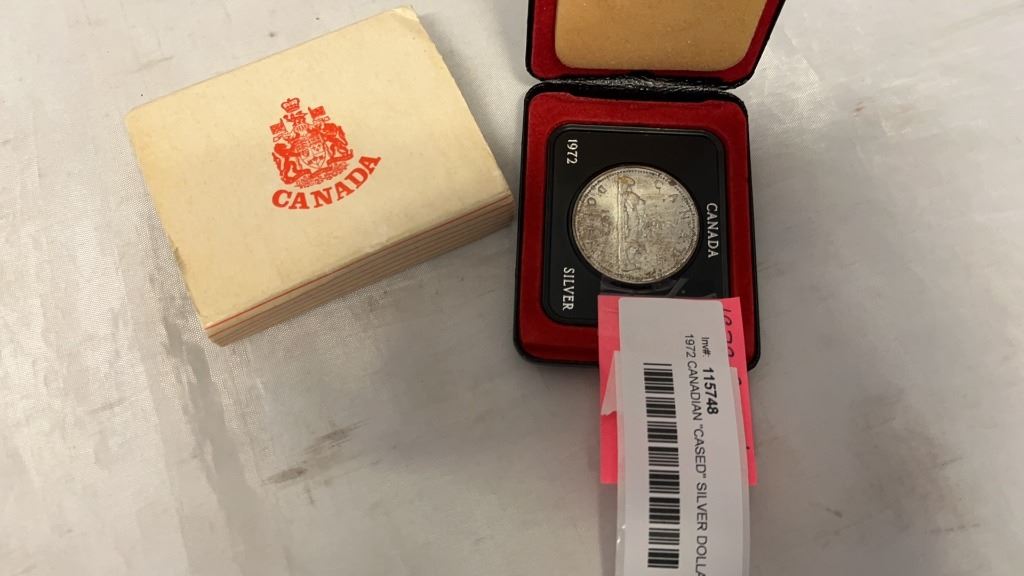 CANADA
1972
CANADA
SILVER
Inv#: 115748
1972 CANADIAN "CASED" SILVER DOLLA